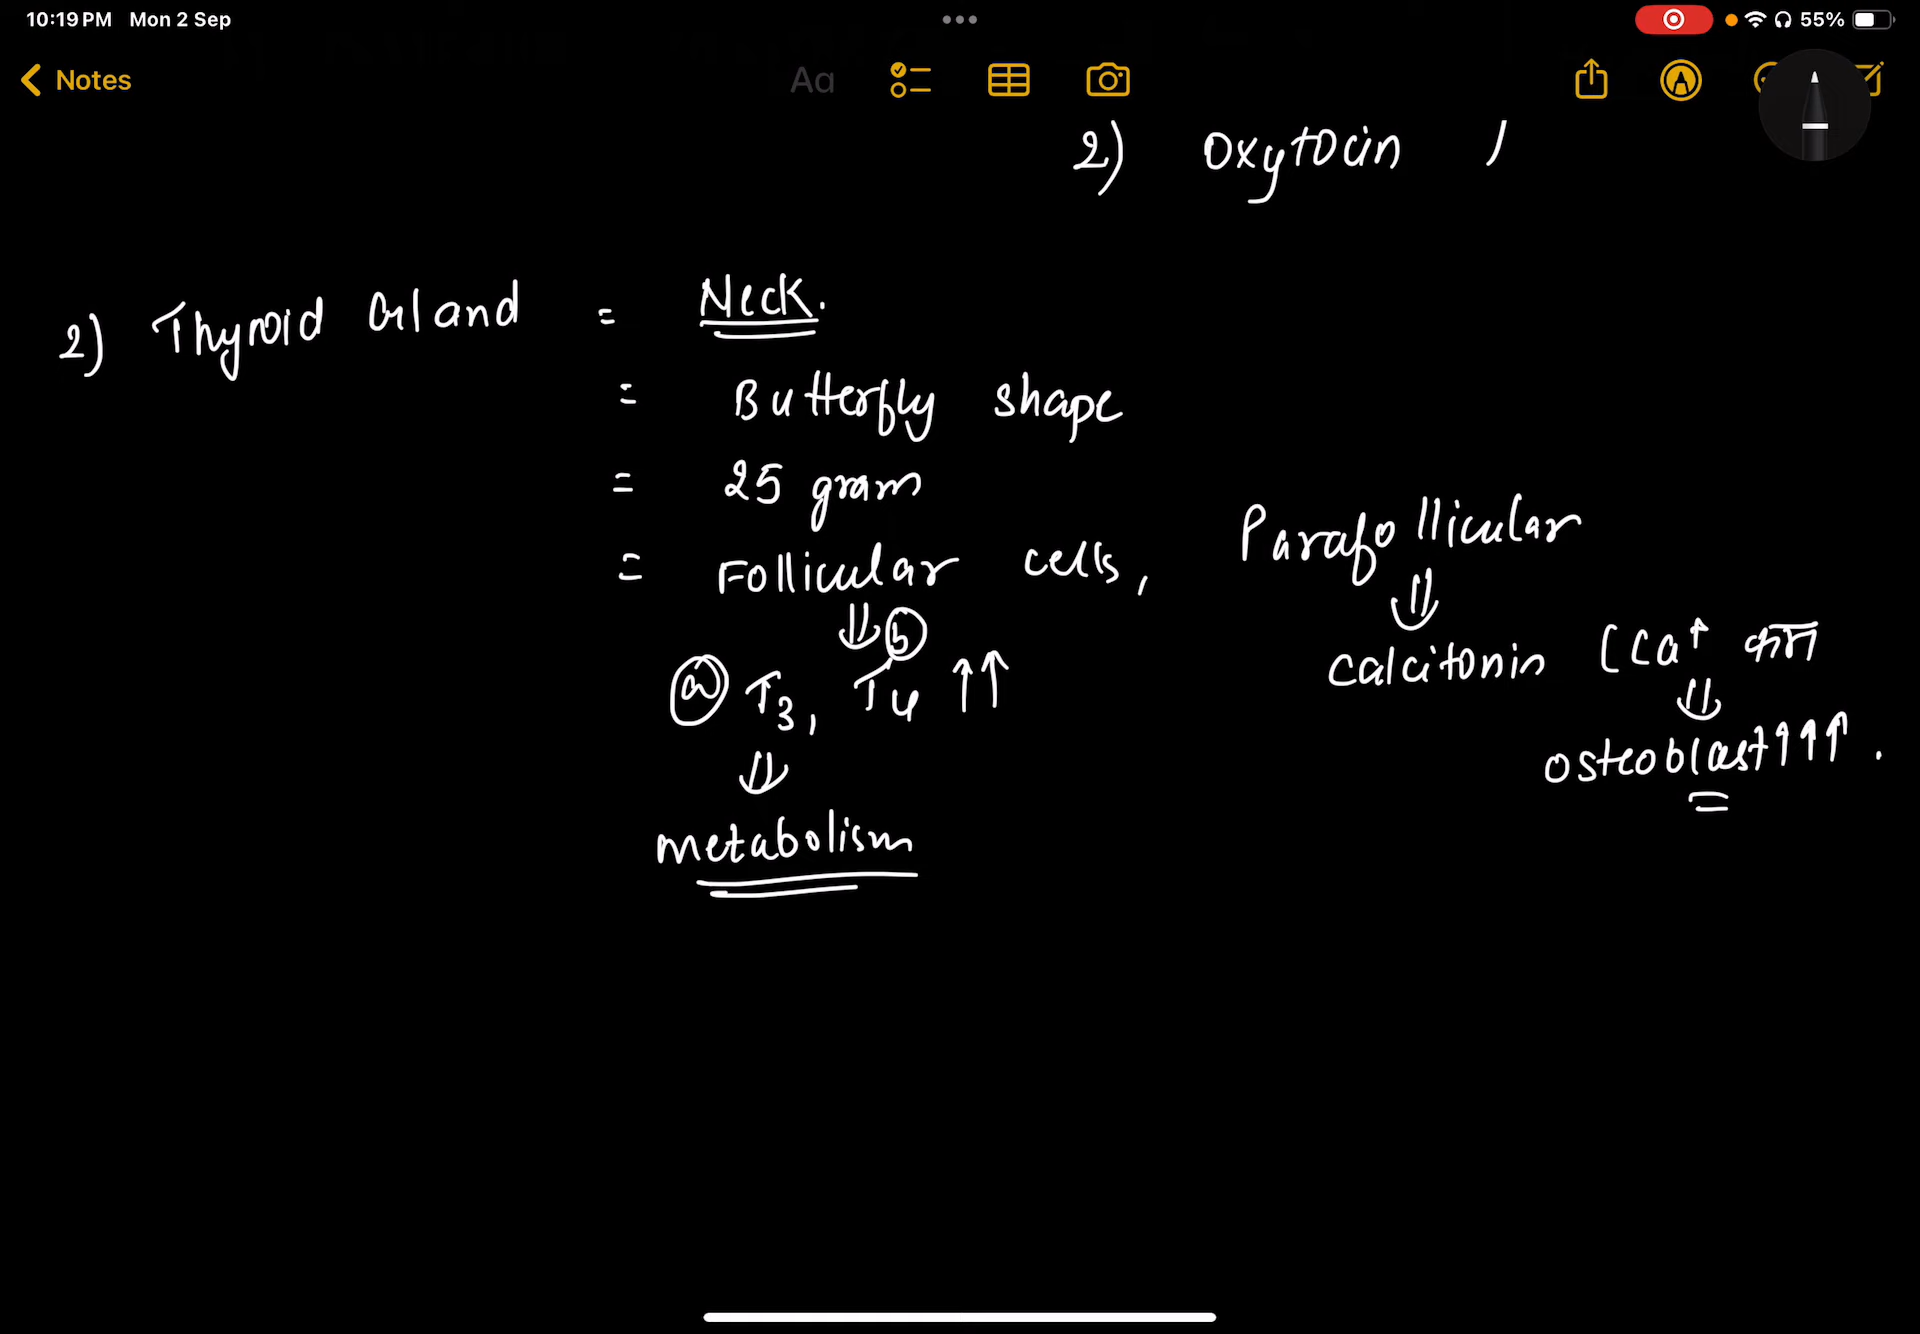 10:19 PM Mon 2 Sep
55%
Notes
Aa
2) Oxytocin
2) Thyroid Gland = Neck.
= Butterfly shape
= 25 gram
= Follicular cells, Parafollicular
⇓ ⓑ ⇓
ⓐ T3, T4 ↑↑ calcitonin (Ca↑ कम
⇓ ⇓
metabolism osteoblast↑↑↑.